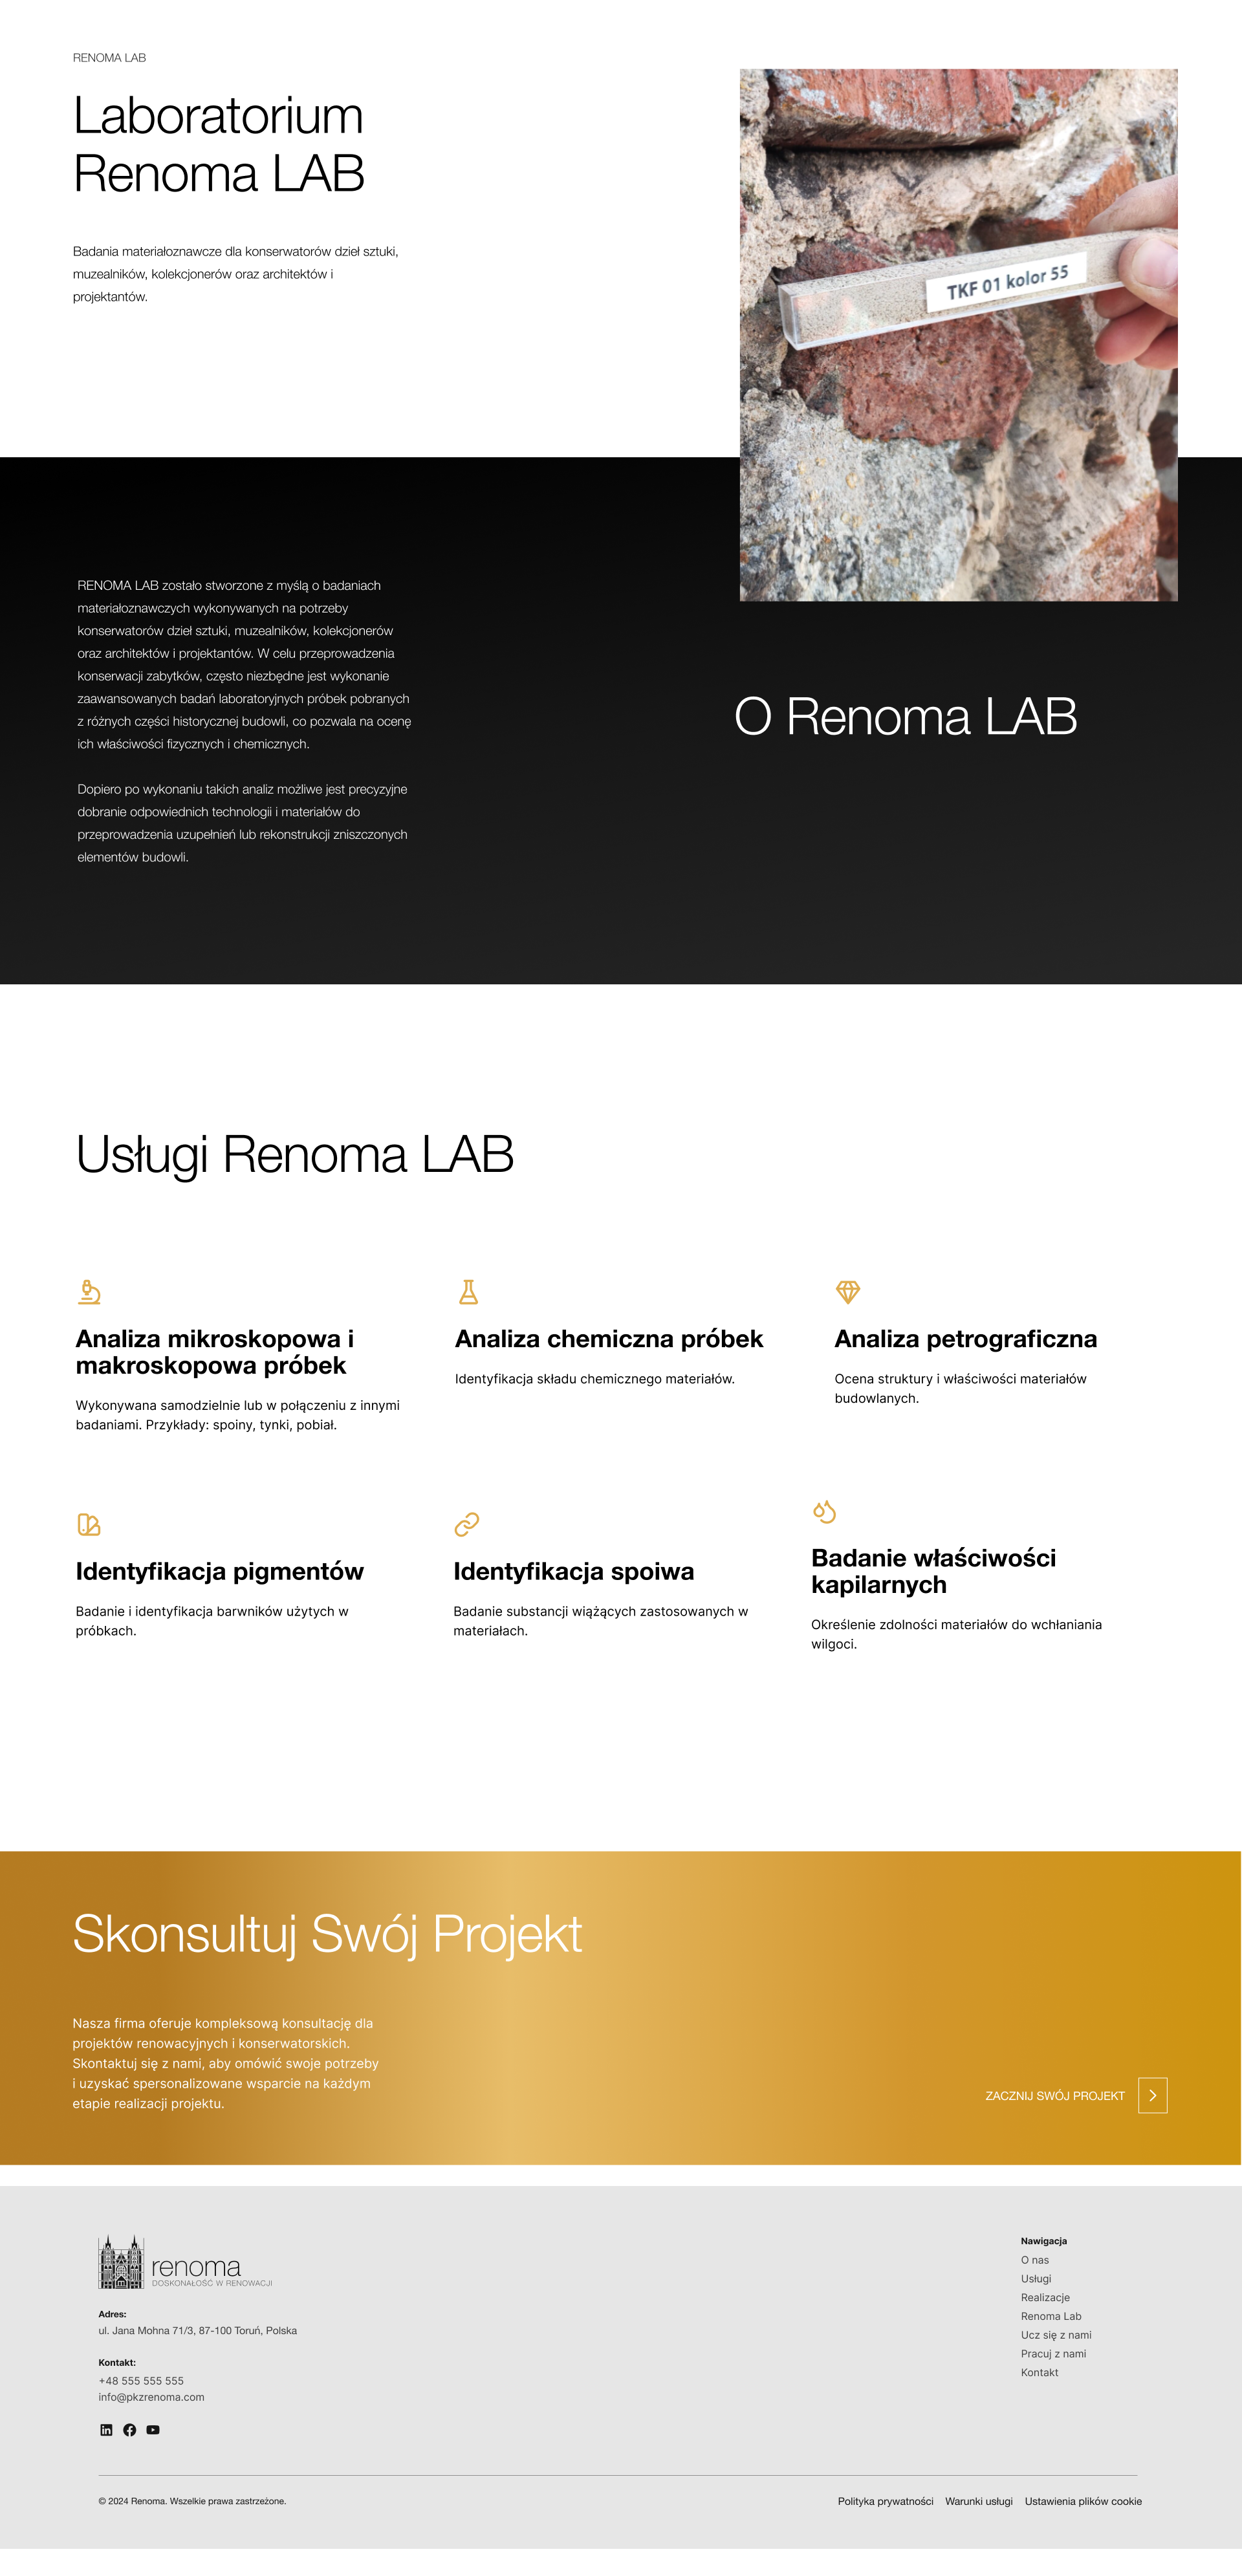 RENOMA LAB
Laboratorium
Renoma LAB
Badania materiałoznawcze dla konserwatorów dzieł sztuki,
muzealników, kolekcjonerów oraz architektów i
projektantów.
TKF 01 kolor 55
RENOMA LAB zostało stworzone z myślą o badaniach
materiałoznawczych wykonywanych na potrzeby
konserwatorów dzieł sztuki, muzealników, kolekcjonerów
oraz architektów i projektantów. W celu przeprowadzenia
konserwacji zabytków, często niezbędne jest wykonanie
zaawansowanych badań laboratoryjnych próbek pobranych
z różnych części historycznej budowli, co pozwala na ocenę
ich właściwości fizycznych i chemicznych.
Dopiero po wykonaniu takich analiz możliwe jest precyzyjne
dobranie odpowiednich technologii i materiałów do
przeprowadzenia uzupełnień lub rekonstrukcji zniszczonych
elementów budowli.
O Renoma LAB
Usługi Renoma LAB
Analiza mikroskopowa i
makroskopowa próbek
Wykonywana samodzielnie lub w połączeniu z innymi
badaniami. Przykłady: spoiny, tynki, pobiał.
Analiza chemiczna próbek
Identyfikacja składu chemicznego materiałów.
Analiza petrograficzna
Ocena struktury i właściwości materiałów
budowlanych.
Identyfikacja pigmentów
Badanie i identyfikacja barwników użytych w
próbkach.
Identyfikacja spoiwa
Badanie substancji wiążących zastosowanych w
materiałach.
Badanie właściwości
kapilarnych
Określenie zdolności materiałów do wchłaniania
wilgoci.
Skonsultuj Swój Projekt
Nasza firma oferuje kompleksową konsultację dla
projektów renowacyjnych i konserwatorskich.
Skontaktuj się z nami, aby omówić swoje potrzeby
i uzyskać spersonalizowane wsparcie na każdym
etapie realizacji projektu.
ZACZNIJ SWÓJ PROJEKT
renoma
DOSKONAŁOŚĆ W RENOWACJI
Adres:
ul. Jana Mohna 71/3, 87-100 Toruń, Polska
Kontakt:
+48 555 555 555
info@pkzrenoma.com
Nawigacja
O nas
Usługi
Realizacje
Renoma Lab
Ucz się z nami
Pracuj z nami
Kontakt
© 2024 Renoma. Wszelkie prawa zastrzeżone.
Polityka prywatności Warunki usługi Ustawienia plików cookie